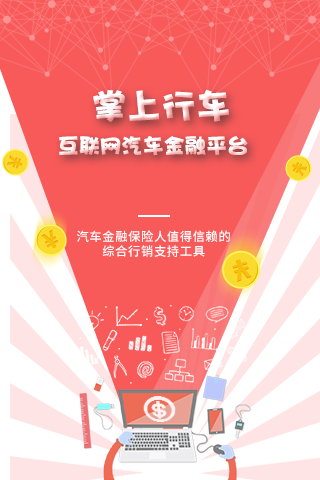 掌上行车
互联网汽车金融平台
汽车金融保险人值得信赖的
综合行销支持工具